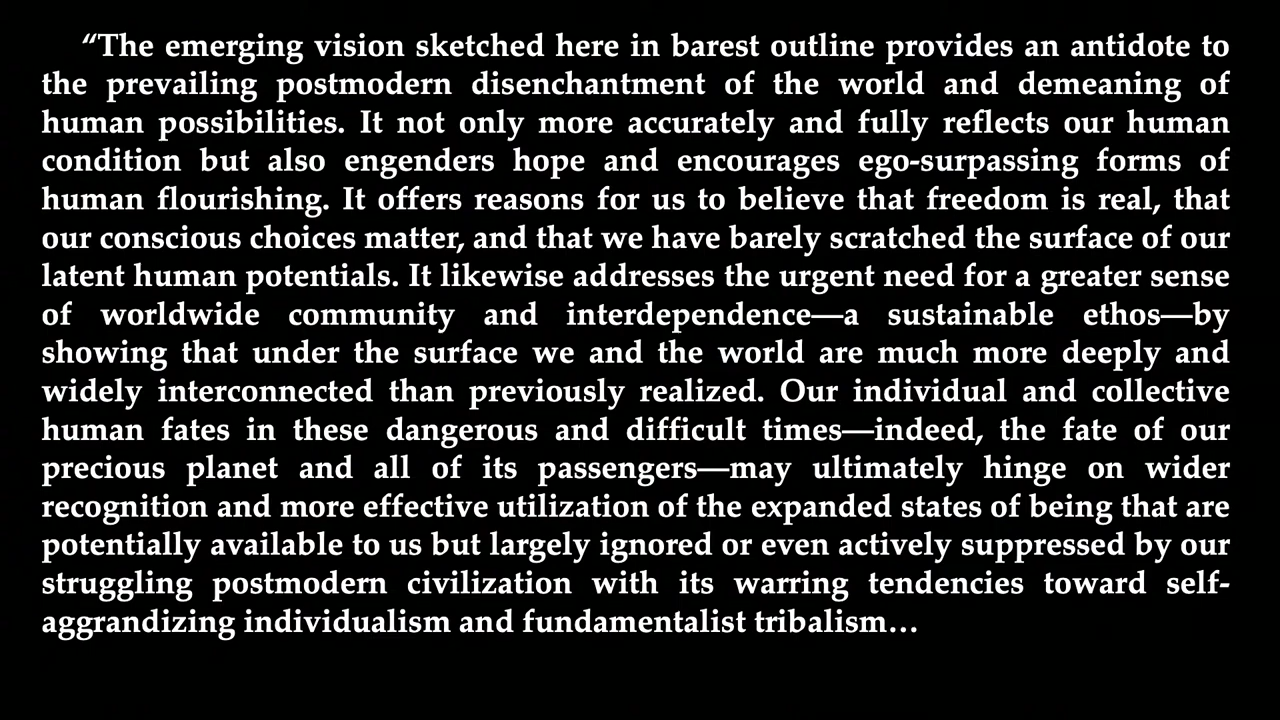 “The emerging vision sketched here in barest outline provides an antidote to
the prevailing postmodern disenchantment of the world and demeaning of
human possibilities. It not only more accurately and fully reflects our human
condition but also engenders hope and encourages ego-surpassing forms of
human flourishing. It offers reasons for us to believe that freedom is real, that
our conscious choices matter, and that we have barely scratched the surface of our
latent human potentials. It likewise addresses the urgent need for a greater sense
of worldwide community and interdependence—a sustainable ethos—by
showing that under the surface we and the world are much more deeply and
widely interconnected than previously realized. Our individual and collective
human fates in these dangerous and difficult times—indeed, the fate of our
precious planet and all of its passengers—may ultimately hinge on wider
recognition and more effective utilization of the expanded states of being that are
potentially available to us but largely ignored or even actively suppressed by our
struggling postmodern civilization with its warring tendencies toward self-
aggrandizing individualism and fundamentalist tribalism…